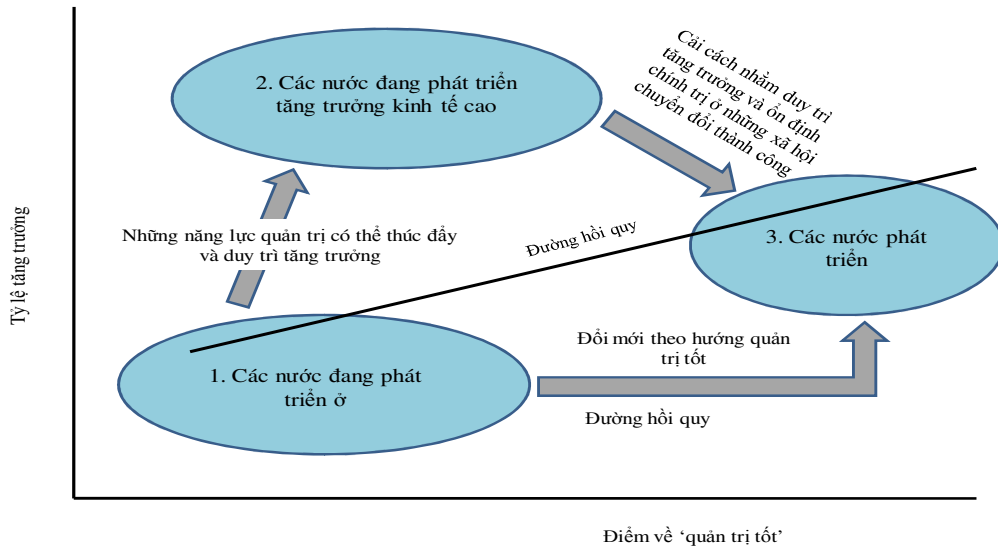 2. Các nước đang phát triển
tăng trưởng kinh tế cao
Cải cách nhằm duy trì
tăng trưởng và ổn định
chính trị ở những xã hội
chuyển đổi thành công
Tỷ lệ tăng trưởng
Những năng lực quản trị có thể thúc đẩy
và duy trì tăng trưởng
Đường hồi quy
3. Các nước phát
triển
1. Các nước đang phát
triển ở
Đổi mới theo hướng quản
trị tốt
Đường hồi quy
Điểm về ‘quản trị tốt’